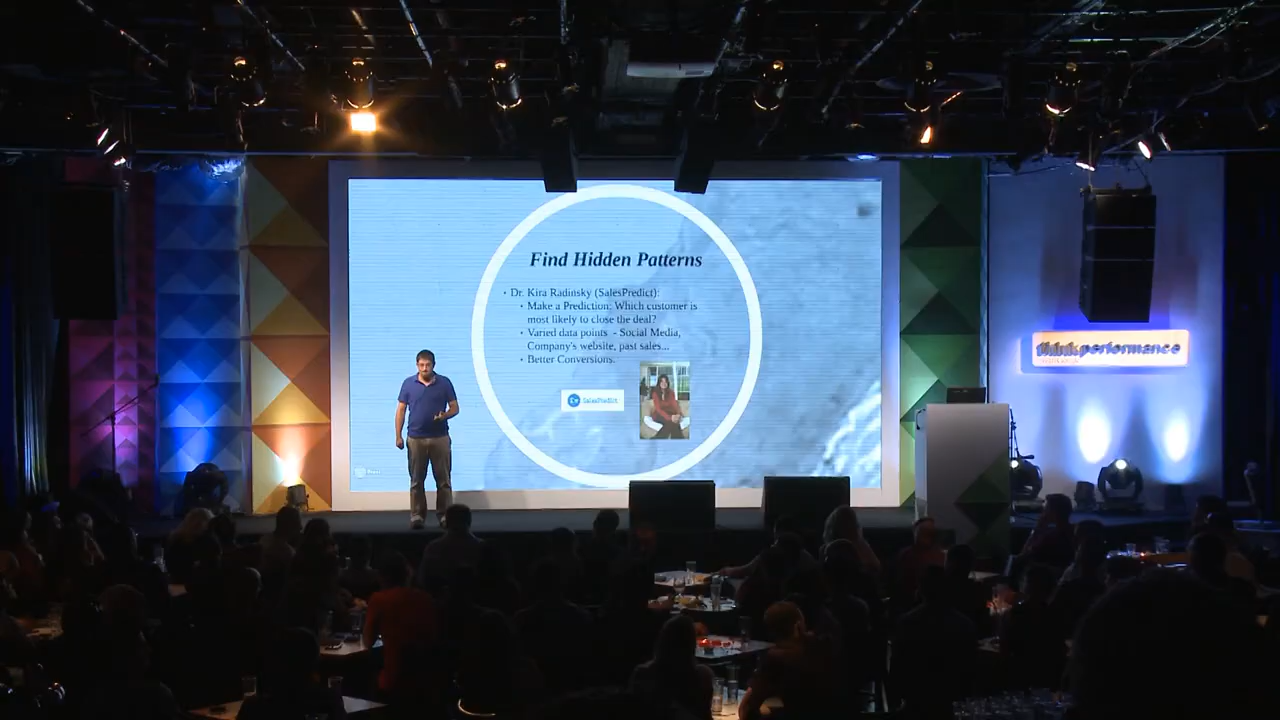 Find Hidden Patterns
• Dr. Kira Radinsky (SalesPredict):
• Make a Prediction: Which customer is
most likely to close the deal?
• Varied data points - Social Media,
Company's website, past sales...
• Better Conversions.
SalesPredict
thinkperformance